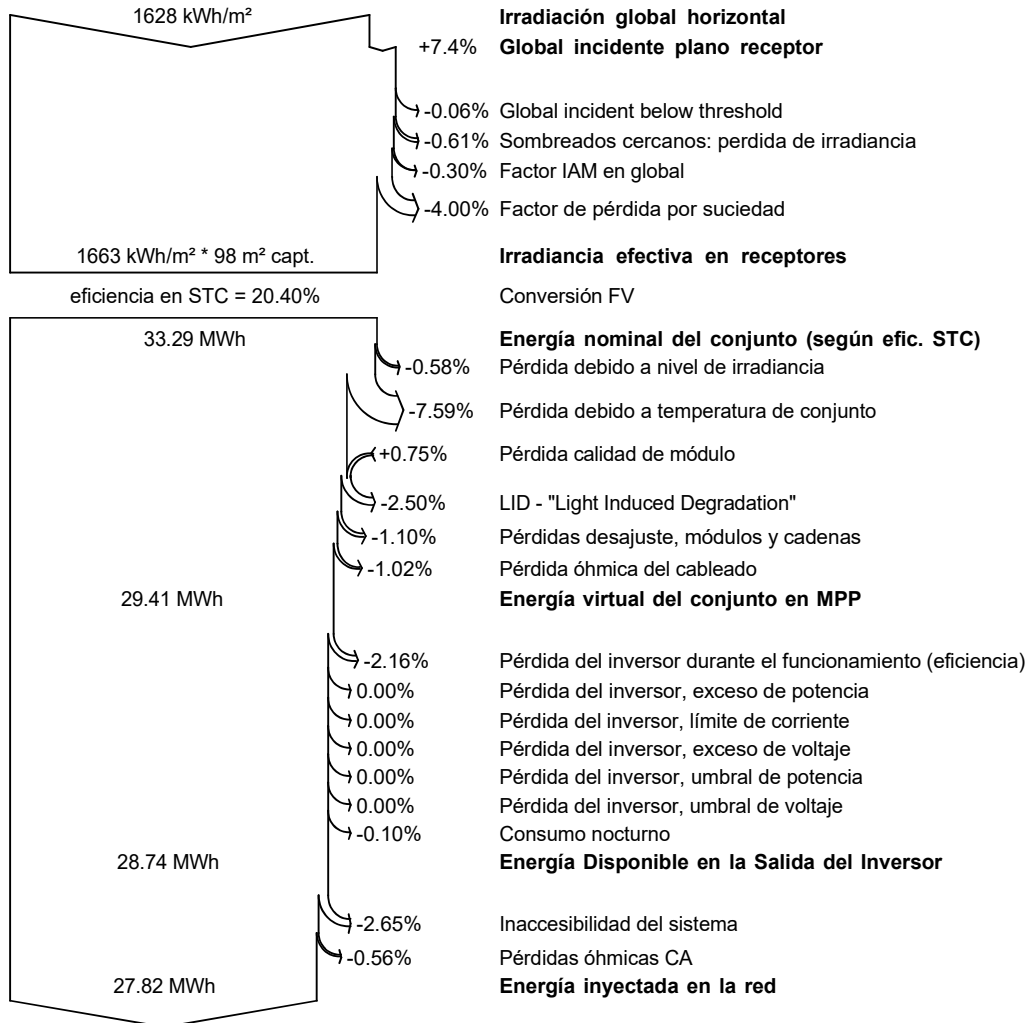 1628 kWh/m² Irradiación global horizontal
+7.4% Global incidente plano receptor
-0.06% Global incident below threshold
-0.61% Sombreados cercanos: perdida de irradiancia
-0.30% Factor IAM en global
-4.00% Factor de pérdida por suciedad
1663 kWh/m² * 98 m² capt. Irradiancia efectiva en receptores
eficiencia en STC = 20.40% Conversión FV
33.29 MWh Energía nominal del conjunto (según efic. STC)
-0.58% Pérdida debido a nivel de irradiancia
-7.59% Pérdida debido a temperatura de conjunto
+0.75% Pérdida calidad de módulo
-2.50% LID - "Light Induced Degradation"
-1.10% Pérdidas desajuste, módulos y cadenas
-1.02% Pérdida óhmica del cableado
29.41 MWh Energía virtual del conjunto en MPP
-2.16% Pérdida del inversor durante el funcionamiento (eficiencia)
0.00% Pérdida del inversor, exceso de potencia
0.00% Pérdida del inversor, límite de corriente
0.00% Pérdida del inversor, exceso de voltaje
0.00% Pérdida del inversor, umbral de potencia
0.00% Pérdida del inversor, umbral de voltaje
-0.10% Consumo nocturno
28.74 MWh Energía Disponible en la Salida del Inversor
-2.65% Inaccesibilidad del sistema
-0.56% Pérdidas óhmicas CA
27.82 MWh Energía inyectada en la red